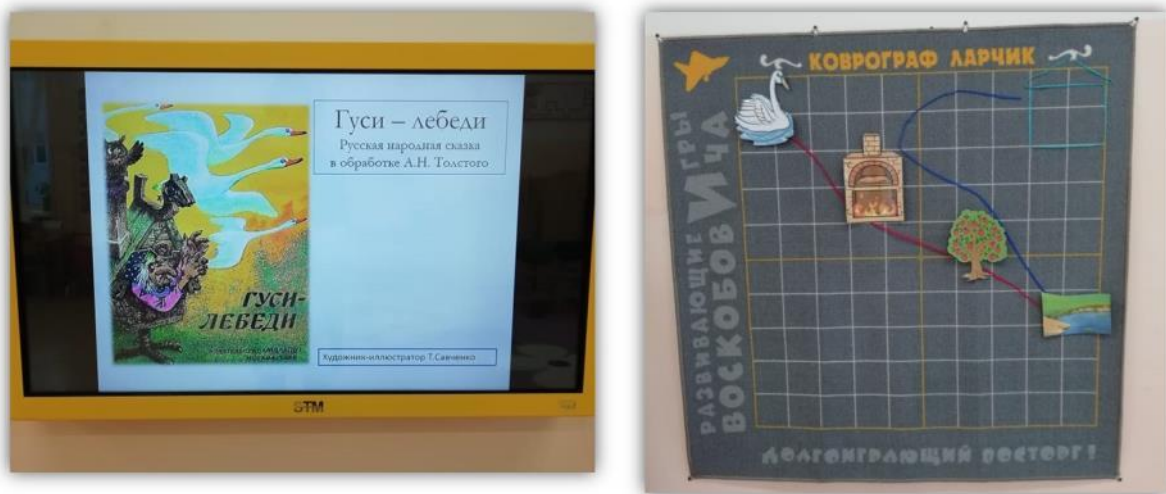 Гуси – лебеди
Русская народная сказка
в обработке А.Н. Толстого
ГУСИ-
ЛЕБЕДИ
Художник-иллюстратор Т.Савченко
STM
КОВРОГРАФ ЛАРЧИК
РАЗВИВАЮЩИЕ ИГРЫ
ВОСКОБОВИЧА
ДОЛГОИГРАЮЩИЙ ВОСТОРГ!